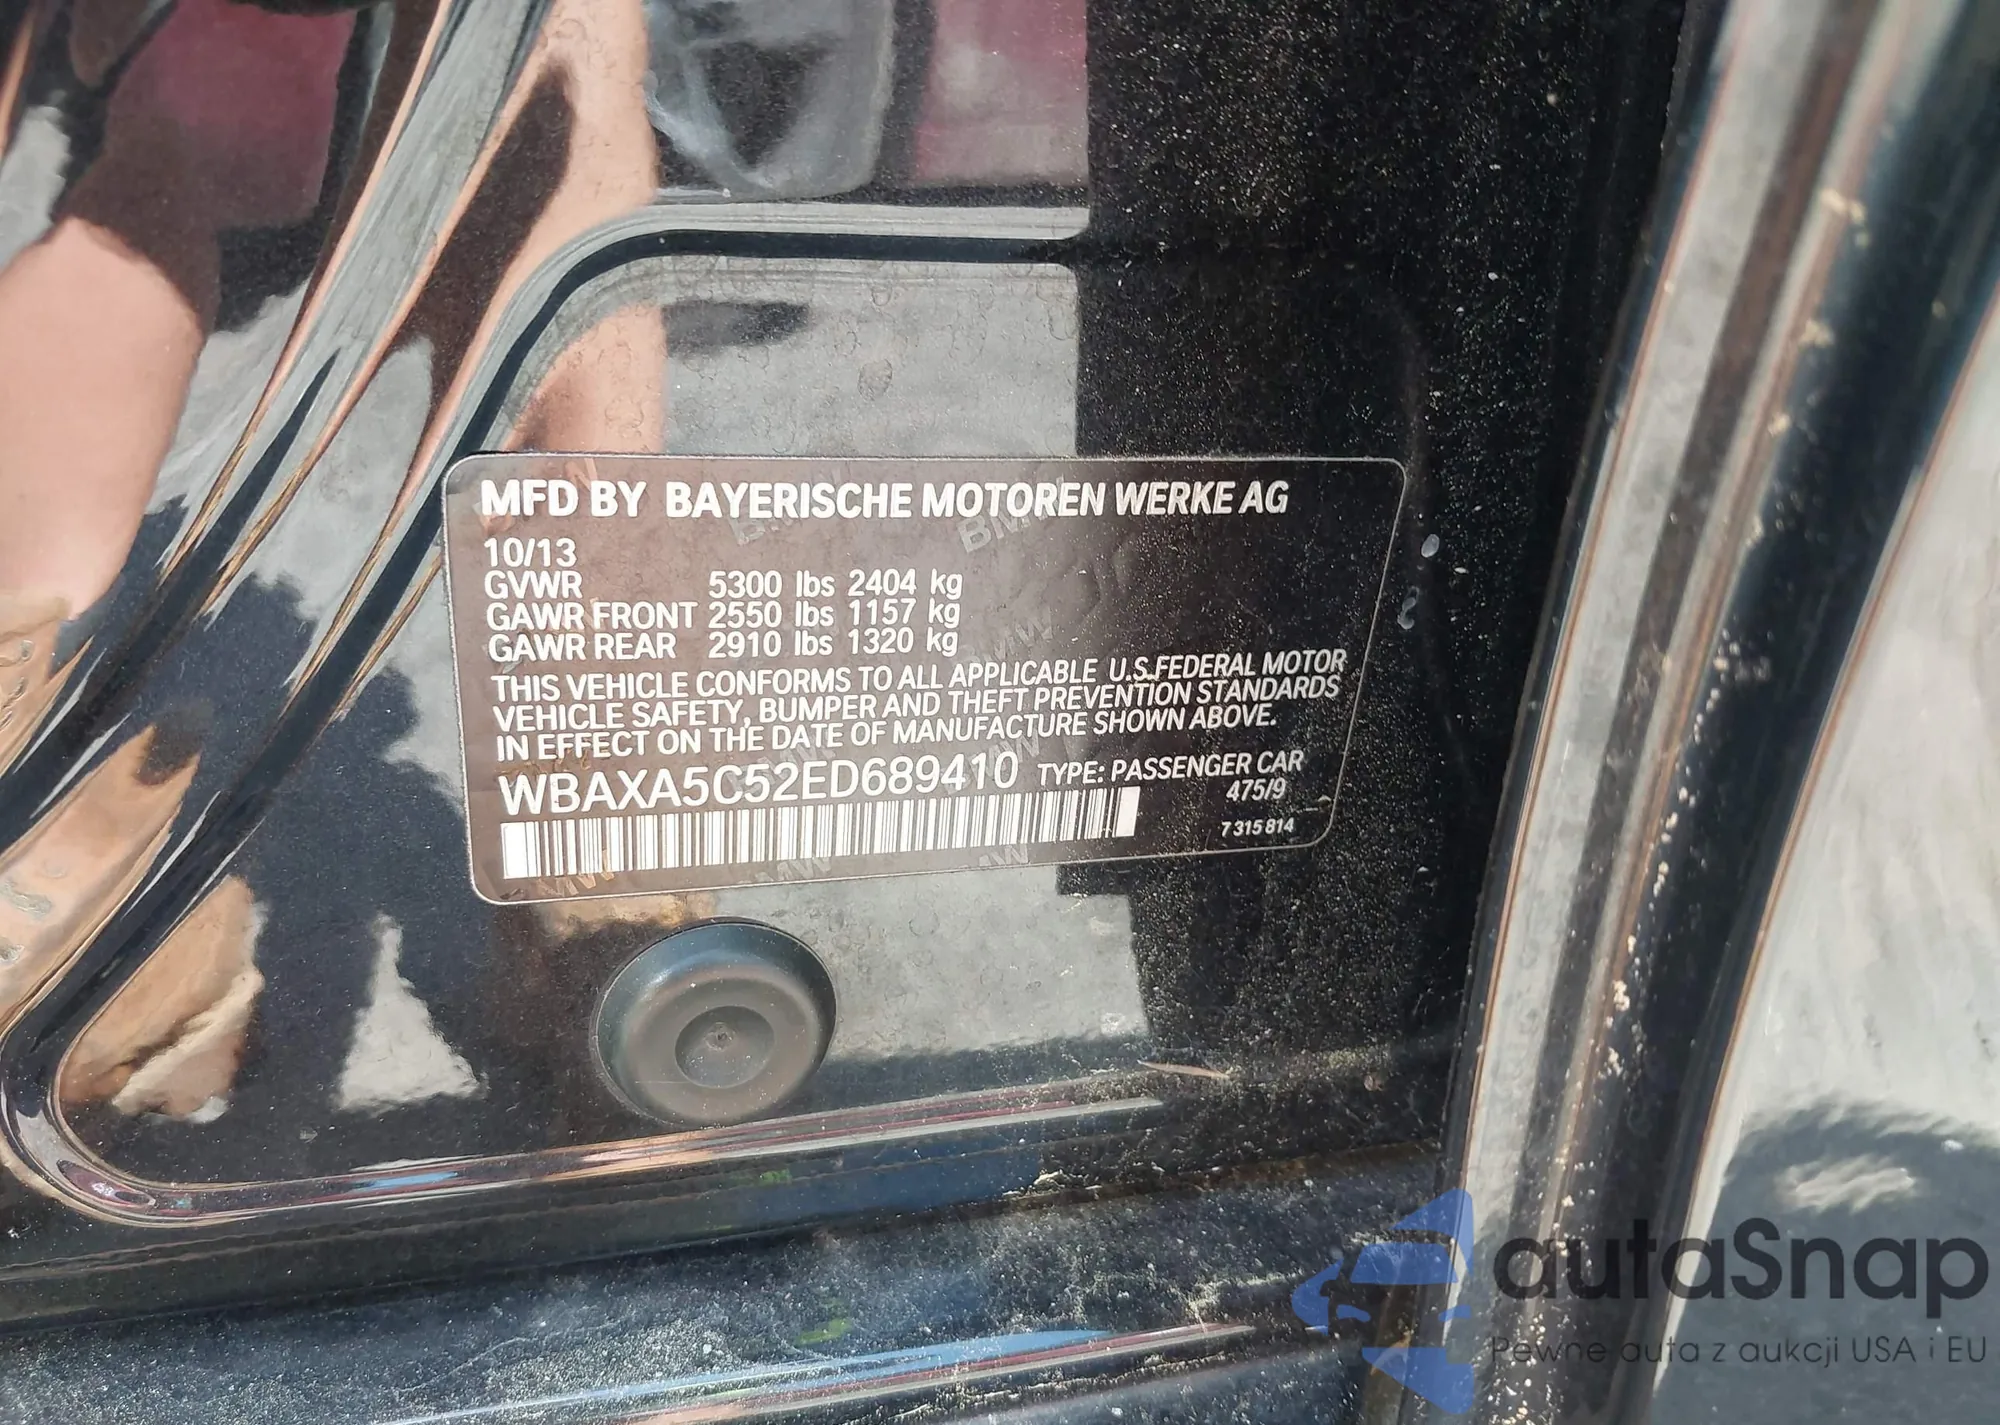 MFD BY BAYERISCHE MOTOREN WERKE AG
10/13
GVWR 5300 lbs 2404 kg
GAWR FRONT 2550 lbs 1157 kg
GAWR REAR 2910 lbs 1320 kg
THIS VEHICLE CONFORMS TO ALL APPLICABLE U.S.FEDERAL MOTOR
VEHICLE SAFETY, BUMPER AND THEFT PREVENTION STANDARDS
IN EFFECT ON THE DATE OF MANUFACTURE SHOWN ABOVE.
WBAXA5C52ED689410 TYPE: PASSENGER CAR
475/9
7 315 814
autaSnap
Pewne auta z aukcji USA i EU